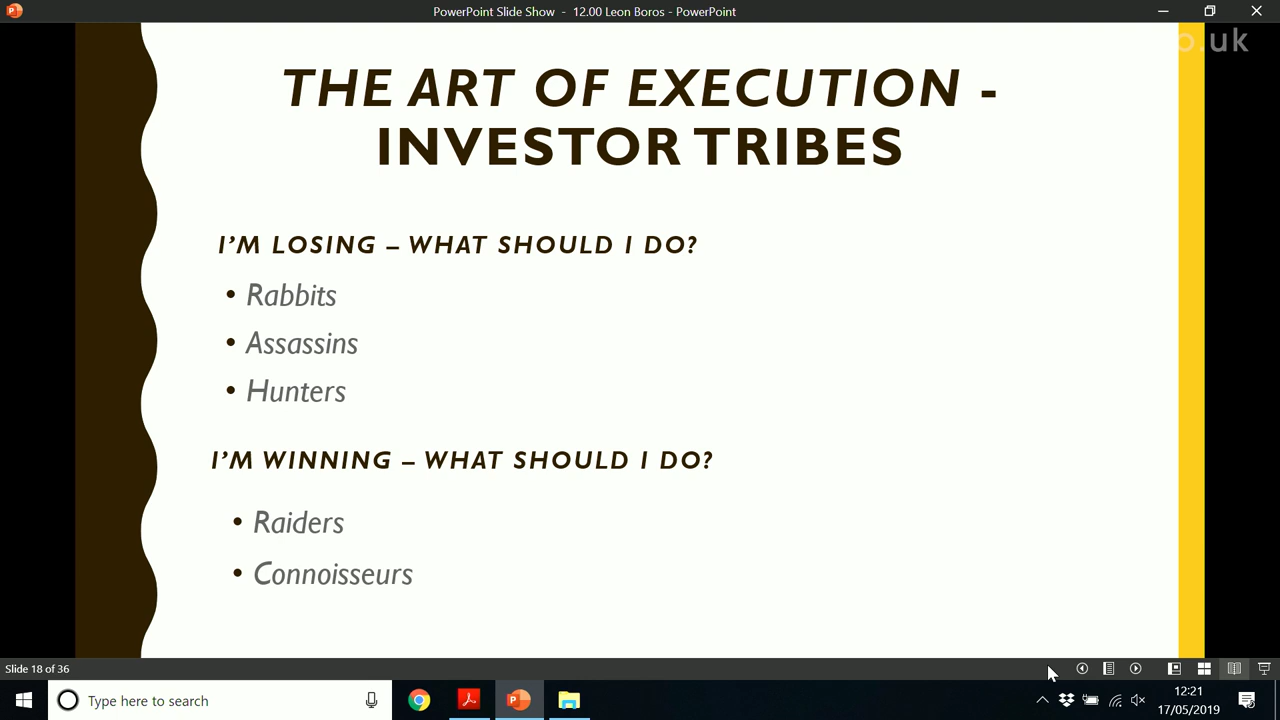 PowerPoint Slide Show - 12.00 Leon Boros - PowerPoint
o.uk
THE ART OF EXECUTION -
INVESTOR TRIBES
I'M LOSING – WHAT SHOULD I DO?
• Rabbits
• Assassins
• Hunters
I'M WINNING – WHAT SHOULD I DO?
• Raiders
• Connoisseurs
Slide 18 of 36
Type here to search
12:21
17/05/2019